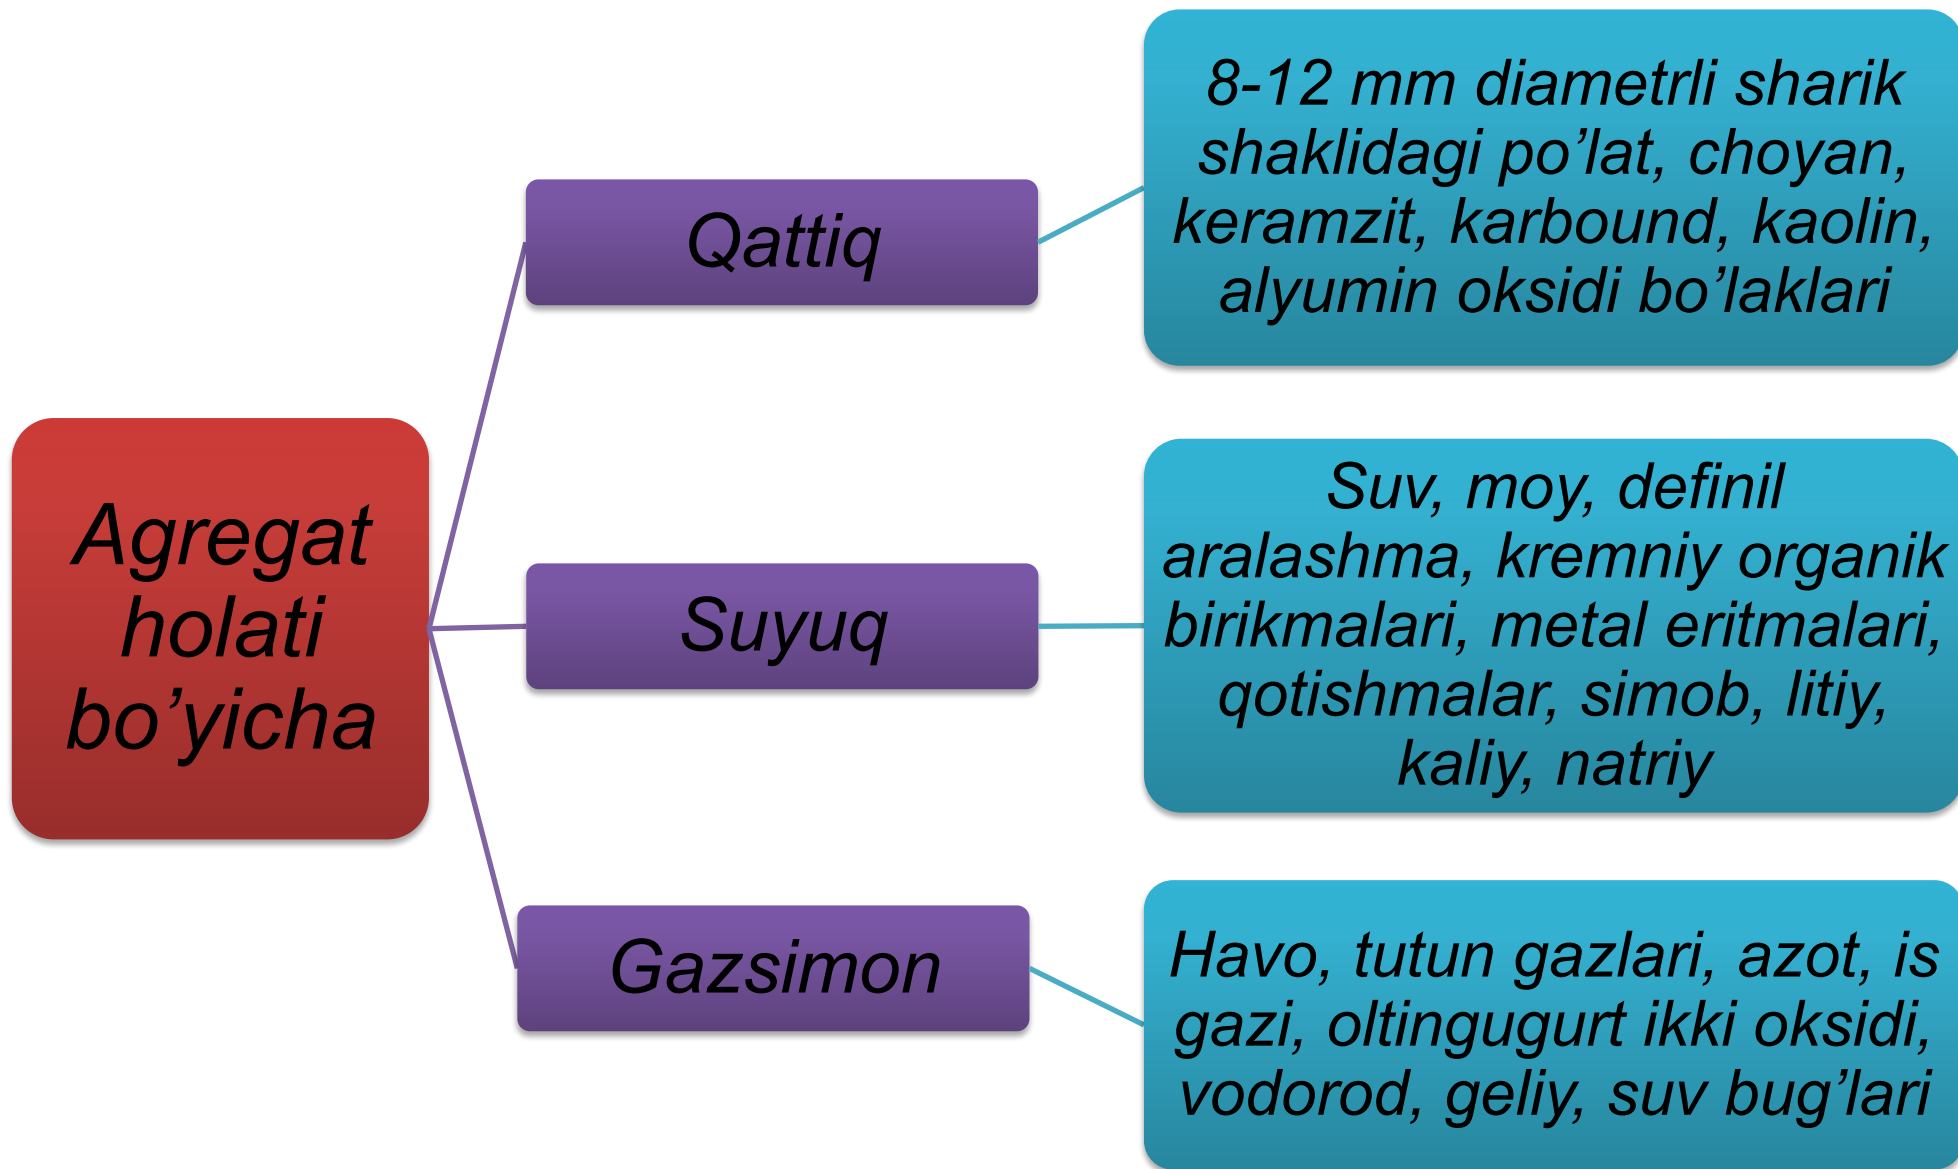 Agregat
holati
bo’yicha
Qattiq
8-12 mm diametrli sharik
shaklidagi po’lat, choyan,
keramzit, karbound, kaolin,
alyumin oksidi bo’laklari
Suyuq
Suv, moy, definil
aralashma, kremniy organik
birikmalari, metal eritmalari,
qotishmalar, simob, litiy,
kaliy, natriy
Gazsimon
Havo, tutun gazlari, azot, is
gazi, oltingugurt ikki oksidi,
vodorod, geliy, suv bug’lari